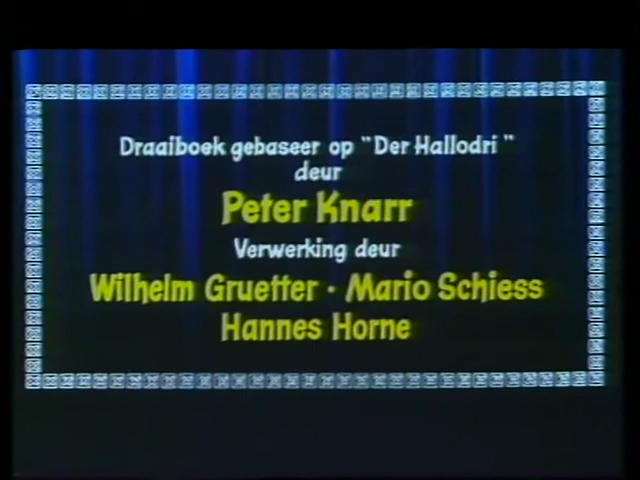 Draaiboek gebaseer op "Der Hallodri"
deur
Peter Knarr
Verwerking deur
Wilhelm Gruetter · Mario Schiess
Hannes Horne